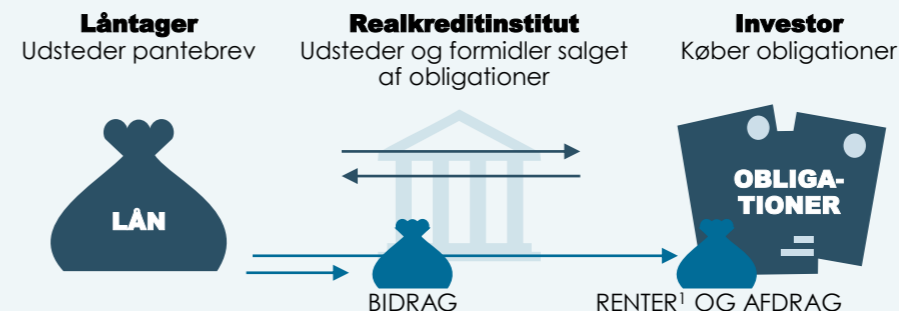 Låntager
Udsteder pantebrev
Realkreditinstitut
Udsteder og formidler salget
af obligationer
Investor
Køber obligationer
LÅN
OBLIGA-
TIONER
BIDRAG
RENTER¹ OG AFDRAG